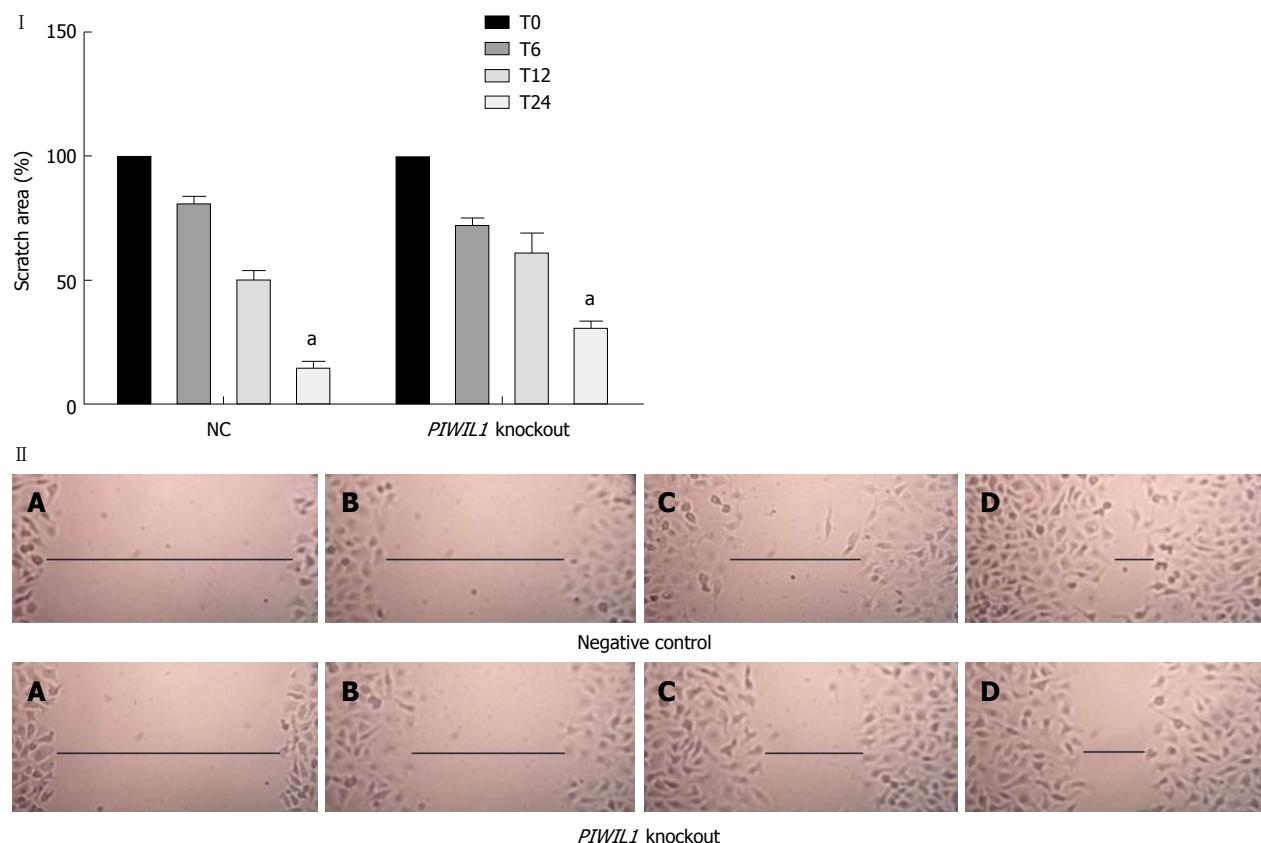 Ⅰ
150
100
50
0
Scratch area (%)
T0
T6
T12
T24
a
a
NC
PIWIL1 knockout
Ⅱ
A
B
C
D
Negative control
A
B
C
D
PIWIL1 knockout